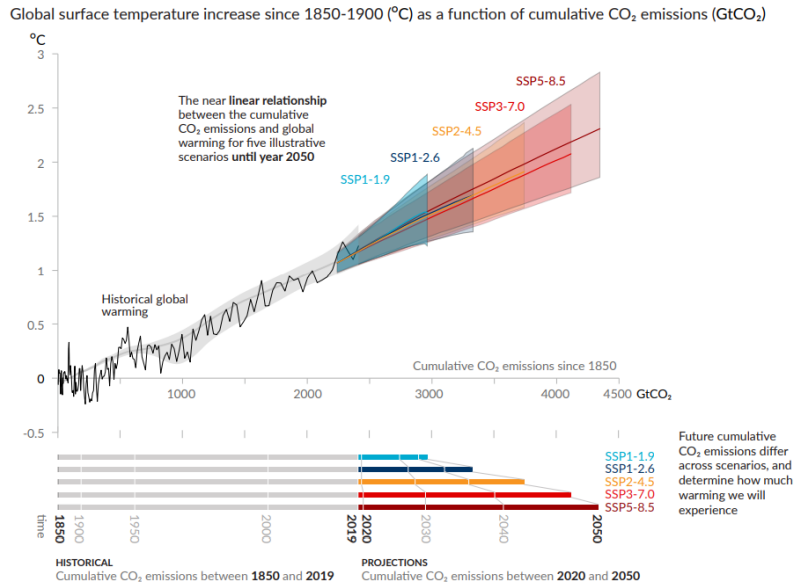 Global surface temperature increase since 1850-1900 (°C) as a function of cumulative CO₂ emissions (GtCO₂)
°C
3
2.5
2
1.5
1
0.5
0
-0.5
The near linear relationship
between the cumulative
CO₂ emissions and global
warming for five illustrative
scenarios until year 2050
SSP5-8.5
SSP3-7.0
SSP2-4.5
SSP1-2.6
SSP1-1.9
Historical global
warming
Cumulative CO₂ emissions since 1850
1000
2000
3000
4000
4500 GtCO₂
SSP1-1.9
SSP1-2.6
SSP2-4.5
SSP3-7.0
SSP5-8.5
Future cumulative
CO₂ emissions differ
across scenarios, and
determine how much
warming we will
experience
time
1850
1900
1950
2000
2019
2020
2030
2040
2050
HISTORICAL
Cumulative CO₂ emissions between 1850 and 2019
PROJECTIONS
Cumulative CO₂ emissions between 2020 and 2050